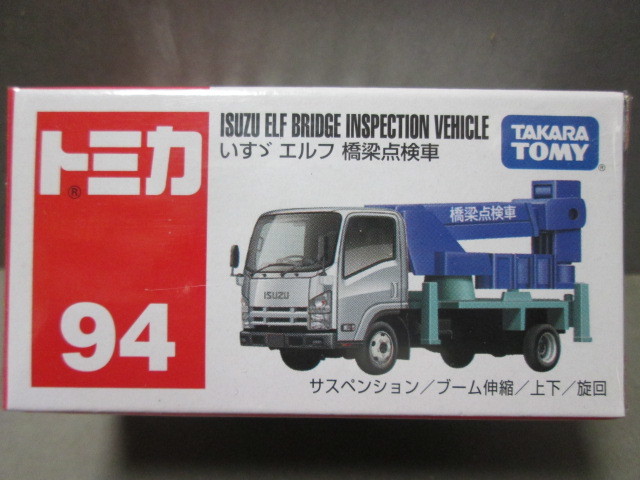 トミカ
®
94
ISUZU ELF BRIDGE INSPECTION VEHICLE
いすゞ エルフ 橋梁点検車
TAKARA
TOMY
®
橋梁点検車
ISUZU
サスペンション／ブーム伸縮／上下／旋回